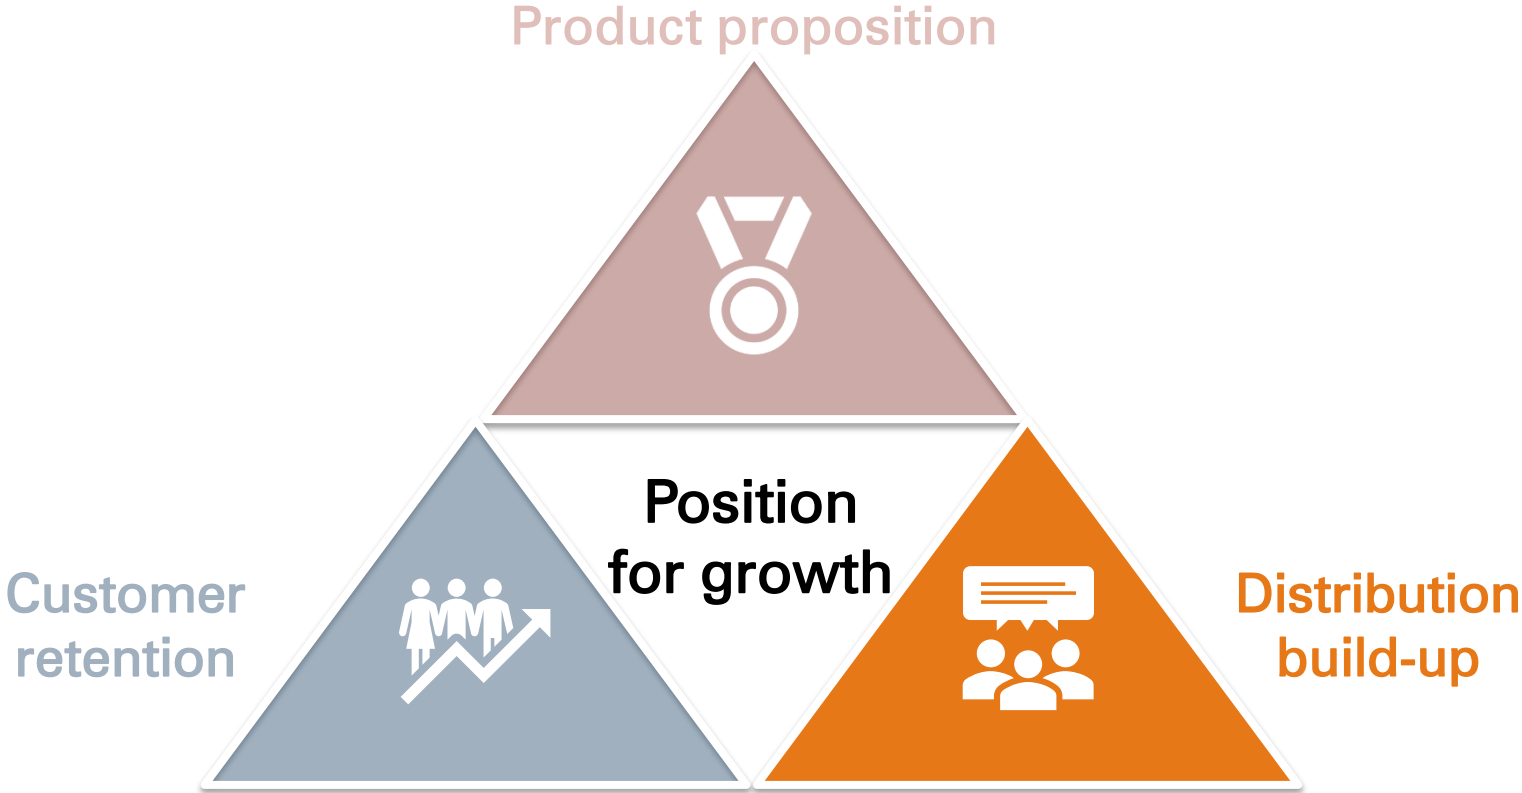 Product proposition
Position
for growth
Customer
retention
Distribution
build-up